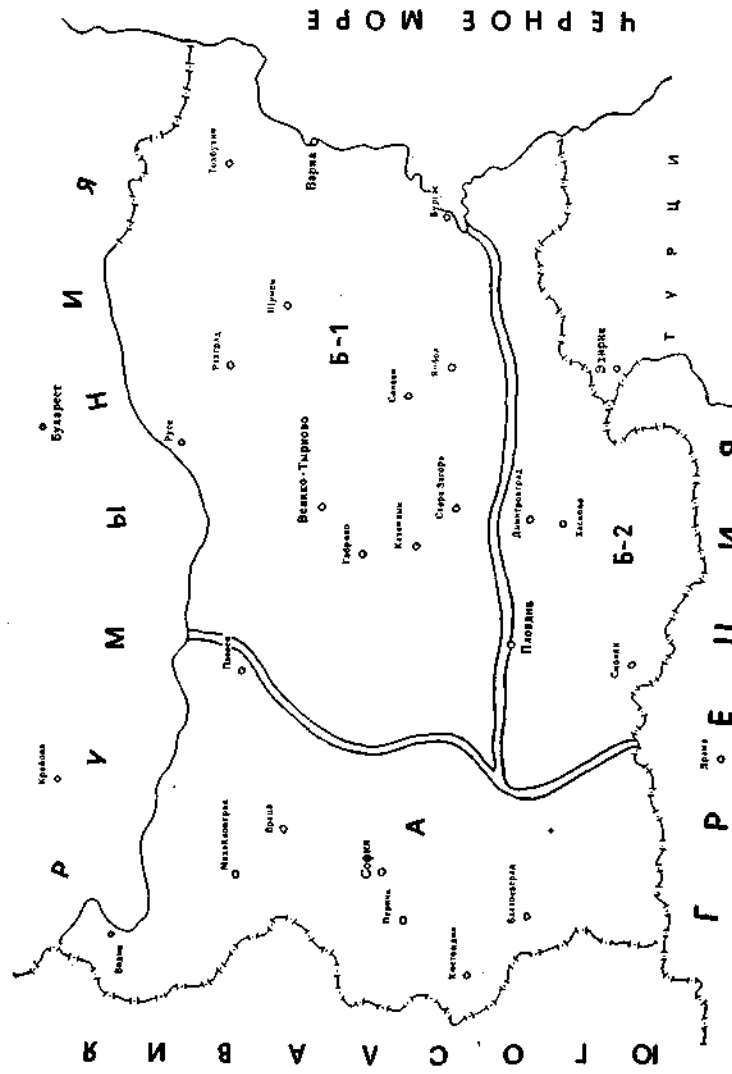 РУМЫНИЯ
ЧЕРНОЕ МОРЕ
ЮГОСЛАВИЯ
ГРЕЦИЯ
ТУРЦИ
Крайова
Бухарест
Видин
Михайловград
Враца
София
Перник
Кюстендил
Благоевград
А
Плевен
Русе
Разград
Шумен
Толбухин
Варна
Бургас
Велико-Тырново
Габрово
Казанлык
Стара Загора
Сливен
Ямбол
Б-1
Пловдив
Димитровград
Хасково
Смолян
Б-2
Эдирне
Драма